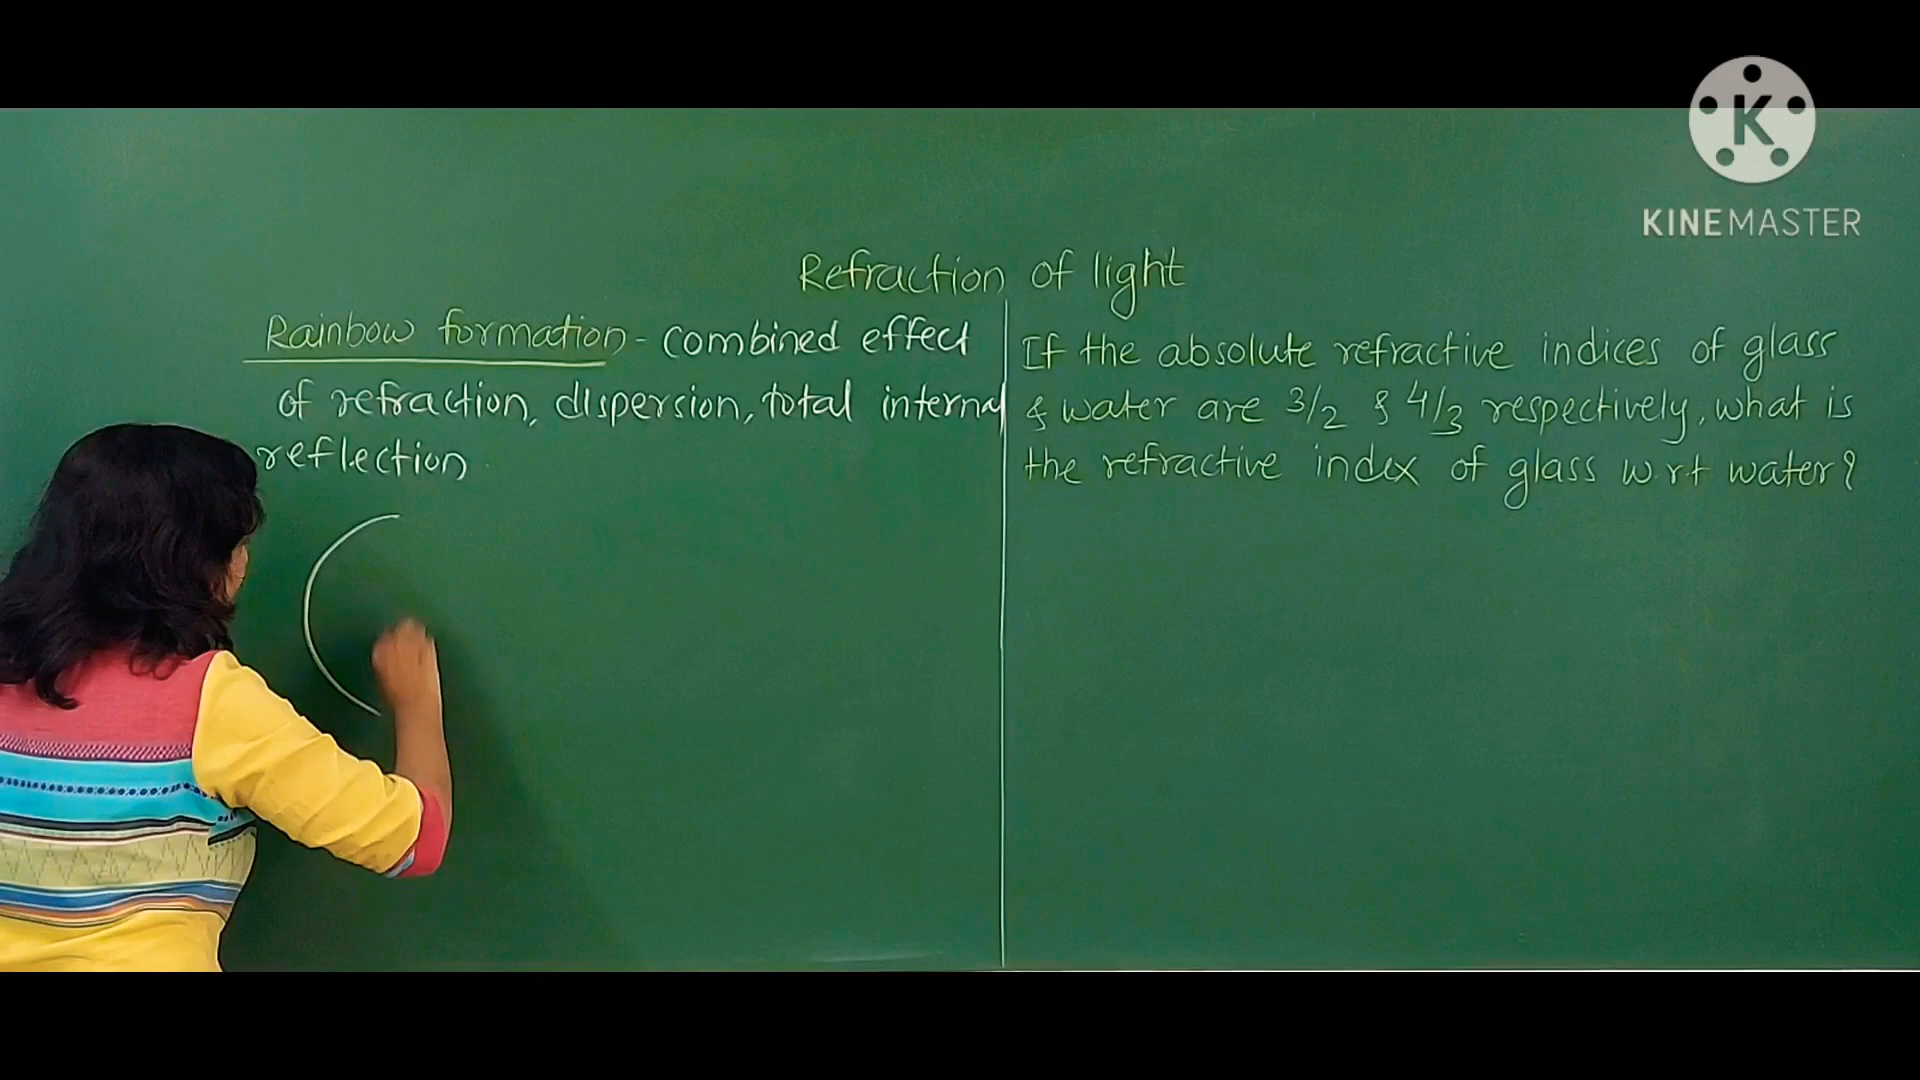 K
KINEMASTER
Refraction of light
Rainbow formation - combined effect
of refraction, dispersion, total internal
reflection
If the absolute refractive indices of glass
& water are 3/2 & 4/3 respectively, what is
the refractive index of glass w.rt water?